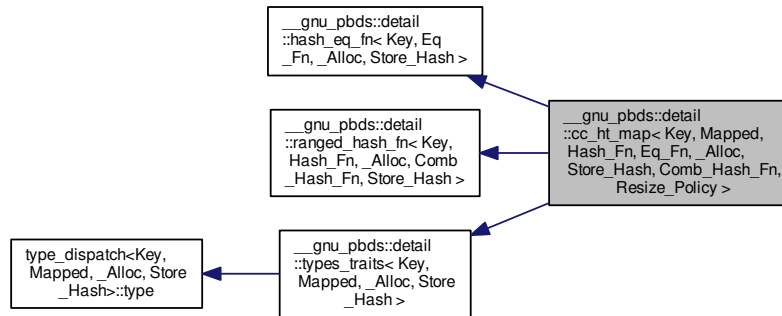 __gnu_pbds::detail
::hash_eq_fn< Key, Eq
_Fn, _Alloc, Store_Hash >
__gnu_pbds::detail
::ranged_hash_fn< Key,
Hash_Fn, _Alloc, Comb
_Hash_Fn, Store_Hash >
__gnu_pbds::detail
::cc_ht_map< Key, Mapped,
Hash_Fn, Eq_Fn, _Alloc,
Store_Hash, Comb_Hash_Fn,
Resize_Policy >
type_dispatch<Key,
Mapped, _Alloc, Store
_Hash>::type
__gnu_pbds::detail
::types_traits< Key,
Mapped, _Alloc, Store
_Hash >